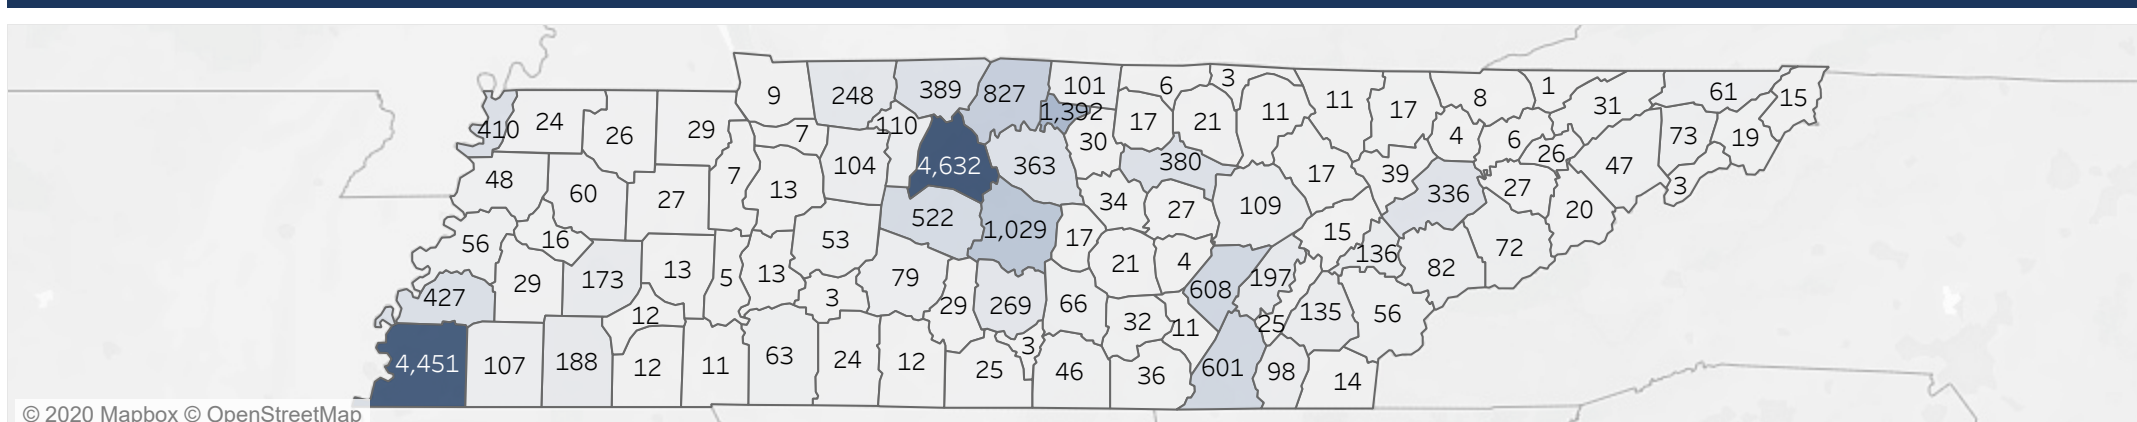 9 248 389 827 101 6 3 11 11 17 8 1 31 61 15
410 24 26 29 7 110 1,392 30 17 21 4 6 26 73 19
48 60 27 7 13 104 4,632 363 380 17 39 336 27 47 3
56 16 53 522 1,029 34 27 109 15 20
427 29 173 13 5 13 3 79 17 21 4 608 197 136 82 72
12 29 269 66 32 11 25 135 56
4,451 107 188 12 11 63 24 12 25 3 46 36 601 98 14
© 2020 Mapbox © OpenStreetMap